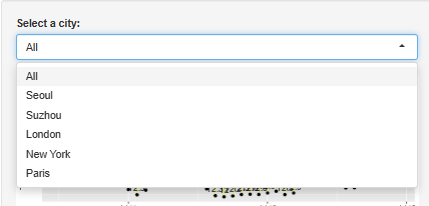 Select a city:
All
All
Seoul
Suzhou
London
New York
Paris